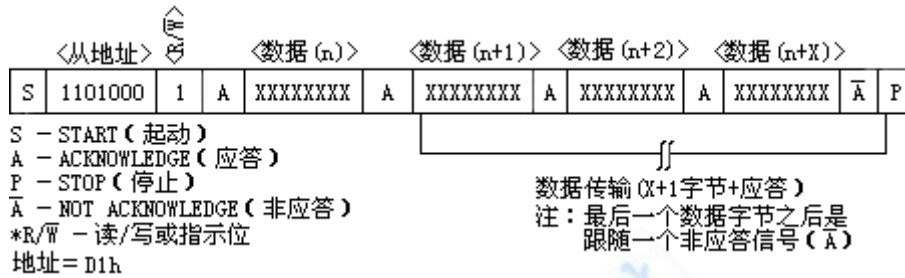 <从地址> <R/W̅> <数据(n)> <数据(n+1)> <数据(n+2)> <数据(n+X)>
S 1101000 1 A XXXXXXXX A XXXXXXXX A XXXXXXXX A XXXXXXXX A̅ P
S － START(起动)
A － ACKNOWLEDGE(应答)
P － STOP(停止)
A̅ － NOT ACKNOWLEDGE(非应答)
*R/W̅ －读/写或指示位
地址＝D1h
数据传输(X+1字节+应答)
注：最后一个数据字节之后是
跟随一个非应答信号(A̅)